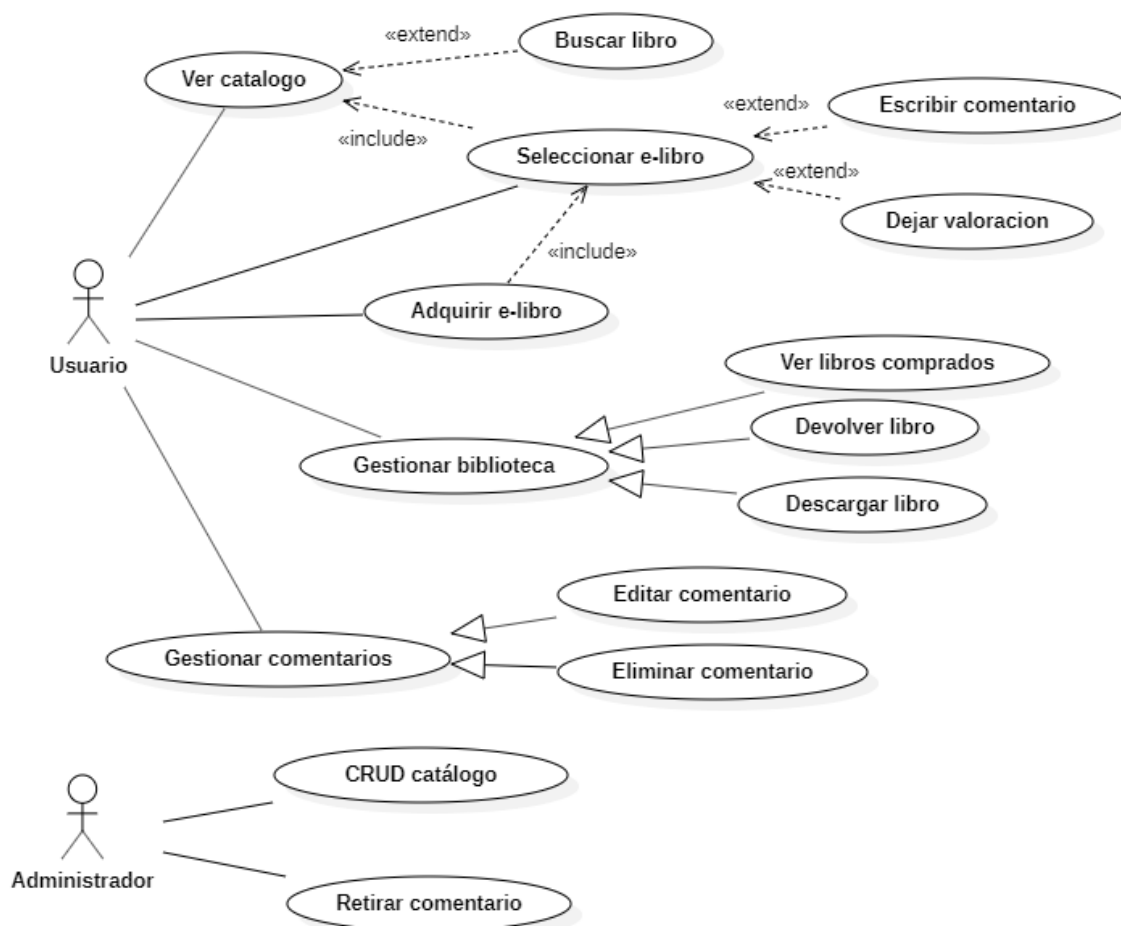 «extend»
Buscar libro
Ver catalogo
«include»
«extend»
Escribir comentario
Seleccionar e-libro
«extend»
Dejar valoracion
«include»
Adquirir e-libro
Usuario
Ver libros comprados
Devolver libro
Gestionar biblioteca
Descargar libro
Editar comentario
Gestionar comentarios
Eliminar comentario
CRUD catálogo
Administrador
Retirar comentario